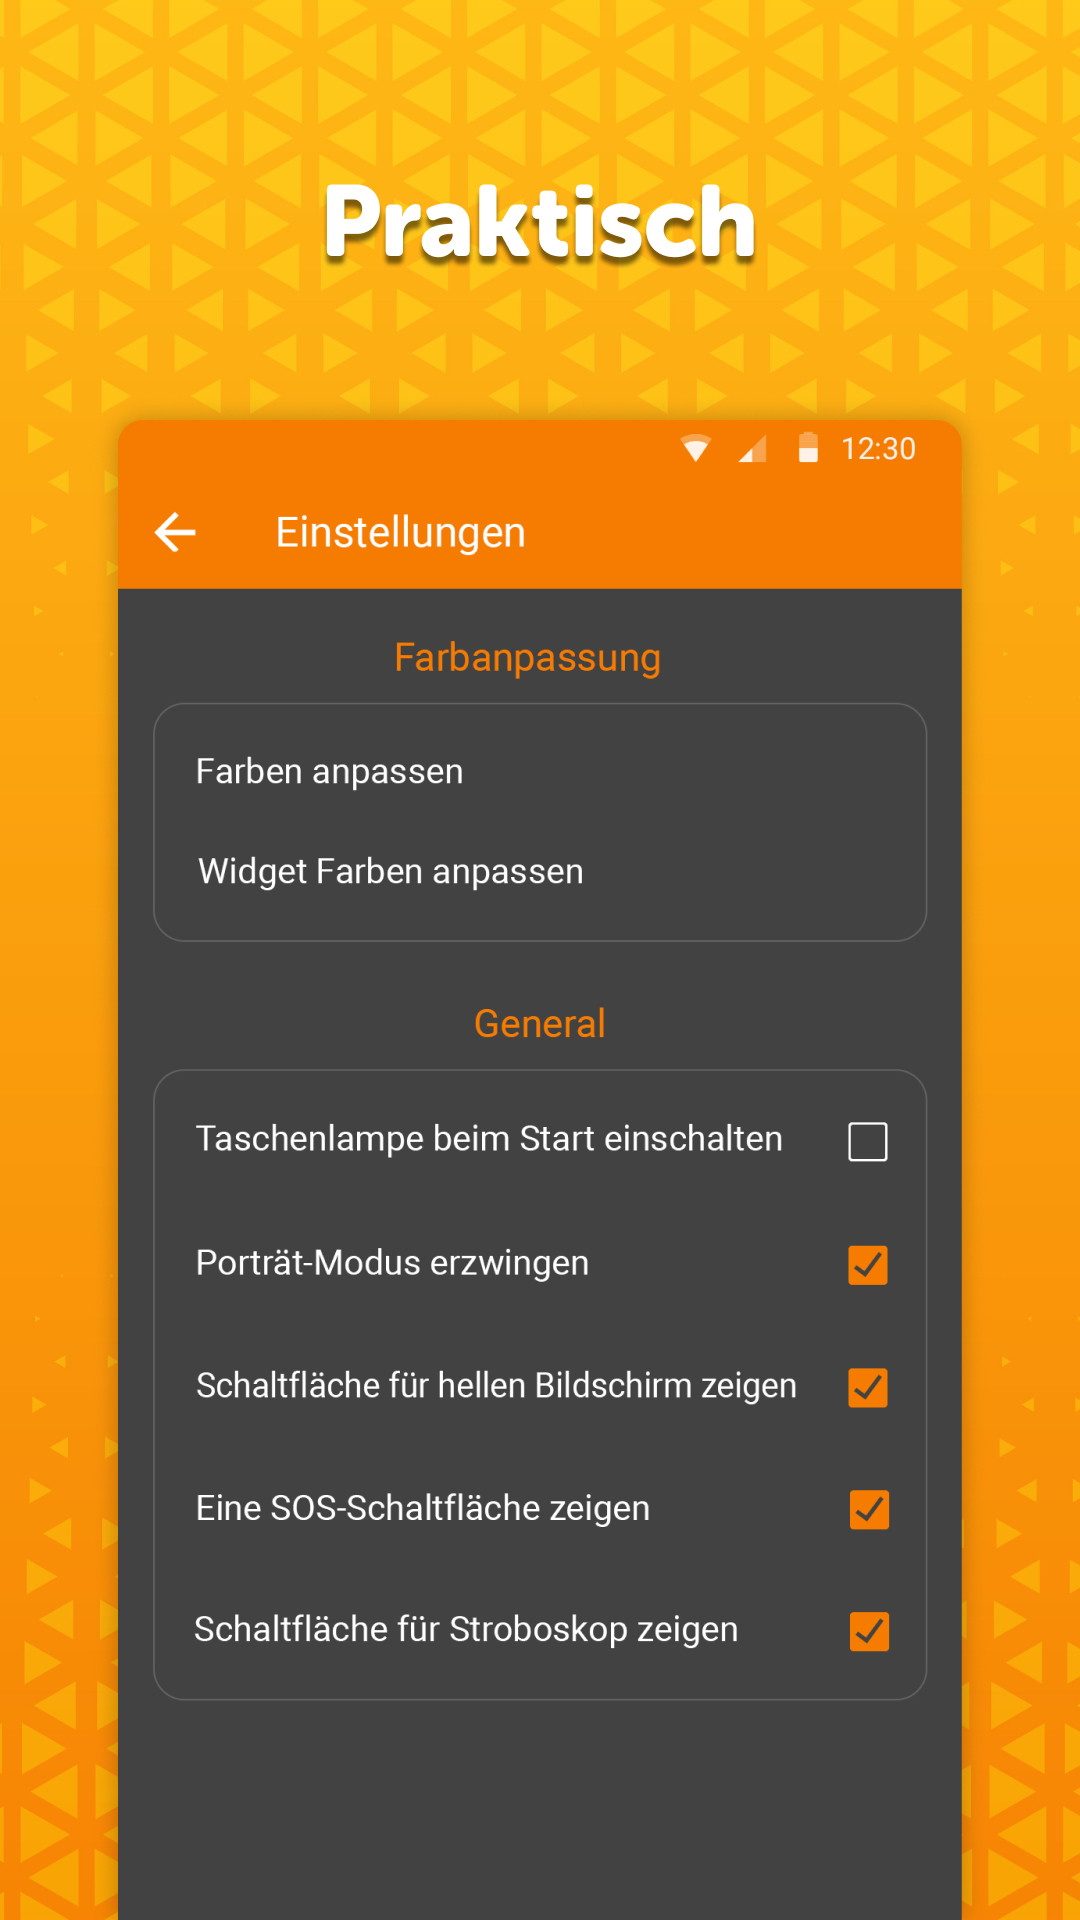 Praktisch
12:30
Einstellungen
Farbanpassung
Farben anpassen
Widget Farben anpassen
General
Taschenlampe beim Start einschalten
Porträt-Modus erzwingen
Schaltfläche für hellen Bildschirm zeigen
Eine SOS-Schaltfläche zeigen
Schaltfläche für Stroboskop zeigen